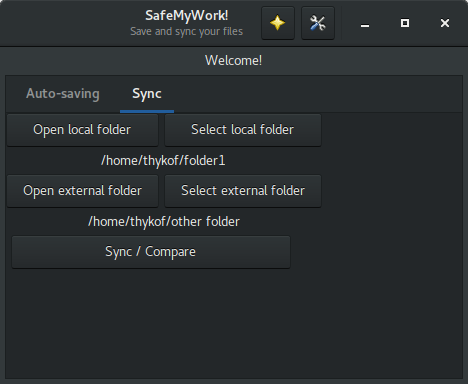 SafeMyWork!
Save and sync your files
Welcome!
Auto-saving Sync
Open local folder Select local folder
/home/thykof/folder1
Open external folder Select external folder
/home/thykof/other folder
Sync / Compare